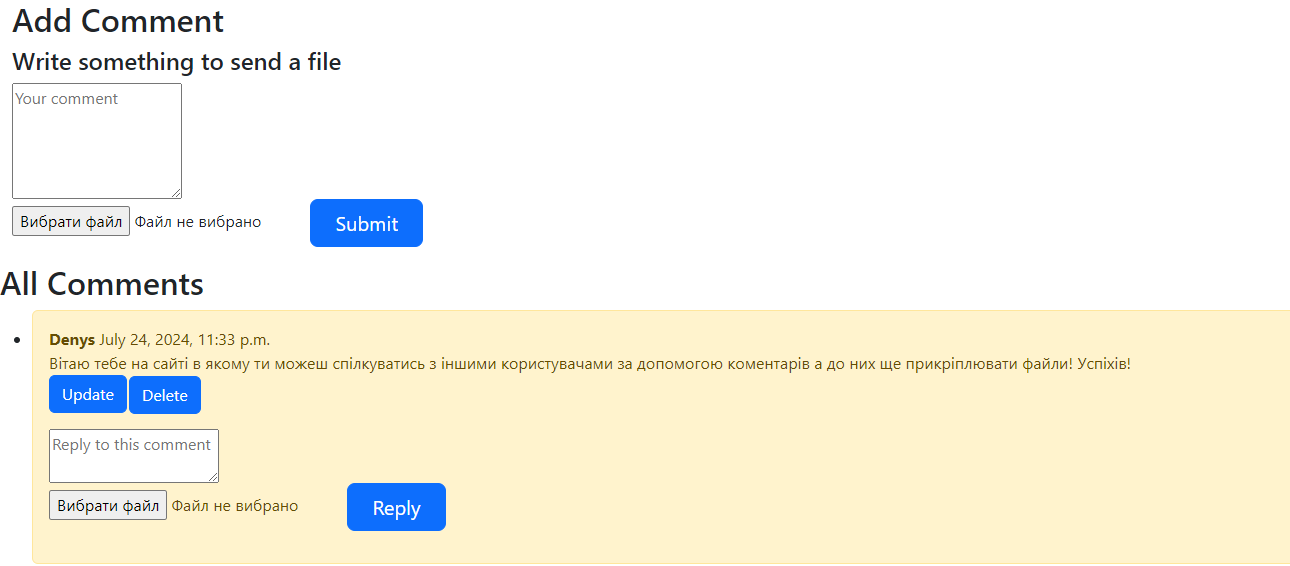 Add Comment
Write something to send a file
Your comment
Вибрати файл Файл не вибрано Submit
All Comments
Denys July 24, 2024, 11:33 p.m.
Вітаю тебе на сайті в якому ти можеш спілкуватись з іншими користувачами за допомогою коментарів а до них ще прикріплювати файли! Успіхів!
Update Delete
Reply to this comment
Вибрати файл Файл не вибрано Reply